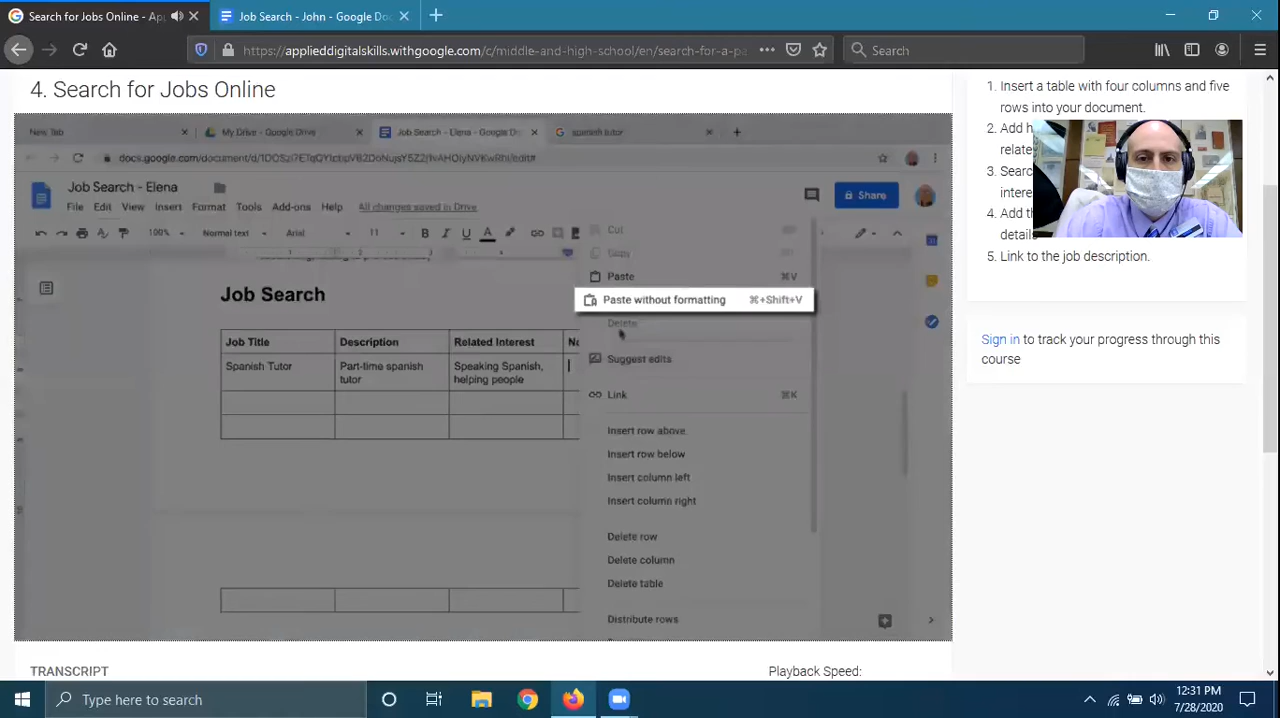 Search for Jobs Online - Ap
Job Search - John - Google Do
https://applieddigitalskills.withgoogle.com/c/middle-and-high-school/en/search-for-a-pa
Search
4. Search for Jobs Online
New Tab
My Drive - Google Drive
Job Search - Elena - Google Do
spanish tutor
Job Search - Elena
File Edit View Insert Format Tools Add-ons Help All changes saved in Drive
Share
100% Normal text Arial 11 B I U A
Job Search
Job Title Description Related Interest No
Spanish Tutor Part-time spanish tutor Speaking Spanish, helping people
Cut
Copy
Paste ⌘V
Paste without formatting ⌘+Shift+V
Delete
Suggest edits
Link ⌘K
Insert row above
Insert row below
Insert column left
Insert column right
Delete row
Delete column
Delete table
Distribute rows
TRANSCRIPT
Playback Speed:
1. Insert a table with four columns and five
rows into your document.
2. Add h
relate
3. Searc
interes
4. Add th
details
5. Link to the job description.
Sign in to track your progress through this
course
Type here to search
12:31 PM
7/28/2020